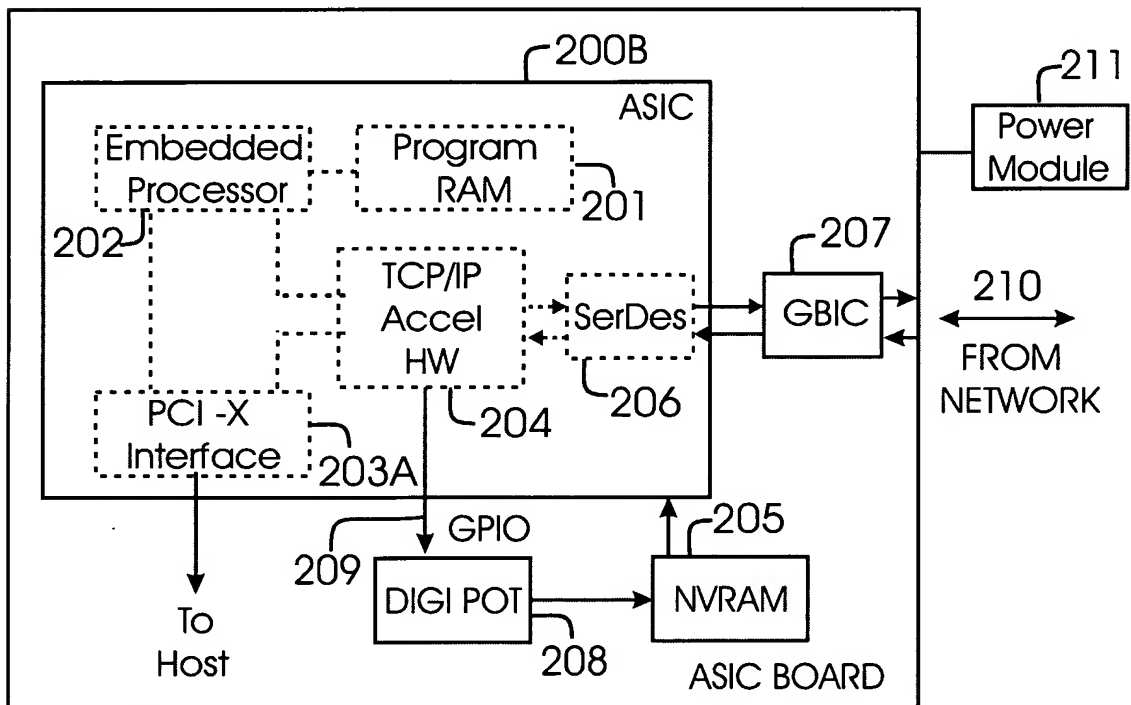 200B
ASIC
211
Power
Module
Embedded
Processor
Program
RAM
201
202
207
TCP/IP
Accel
HW
SerDes
GBIC
210
FROM
NETWORK
206
204
PCI -X
Interface
203A
209
GPIO
205
DIGI POT
NVRAM
208
To
Host
ASIC BOARD